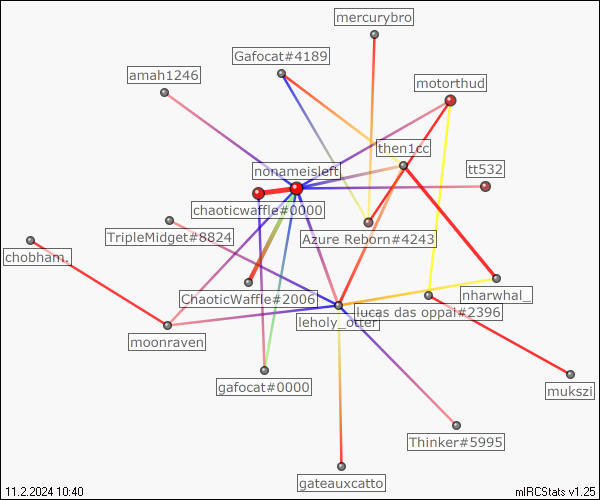 mercurybro
Gafocat#4189
amah1246
motorthud
then1cc
nonameisleft
tt532
chaoticwaffle#0000
TripleMidget#8824
Azure Reborn#4243
chobham.
ChaoticWaffle#2006
nharwhal_
lucas das oppai#2396
leholy_otter
moonraven
gafocat#0000
mukszi
Thinker#5995
gateauxcatto
11.2.2024 10:40
mIRCStats v1.25